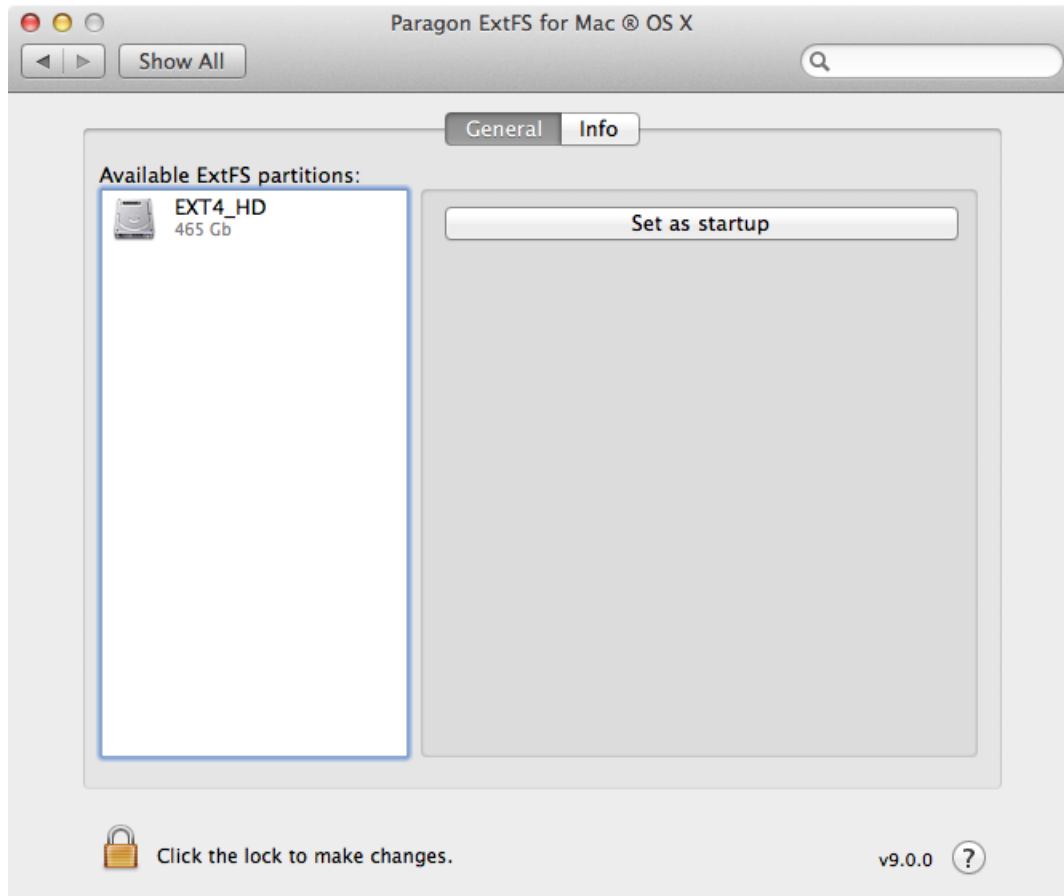 Paragon ExtFS for Mac ® OS X
Show All
General Info
Available ExtFS partitions:
EXT4_HD
465 Gb
Set as startup
Click the lock to make changes.
v9.0.0 ?